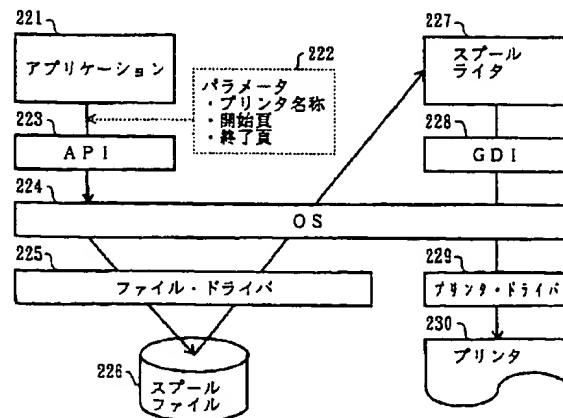 221
アプリケーション
222
パラメータ
・プリンタ名称
・開始頁
・終了頁
223
API
224
OS
225
ファイル・ドライバ
226
スプール
ファイル
227
スプール
ライタ
228
GDI
229
プリンタ・ドライバ
230
プリンタ